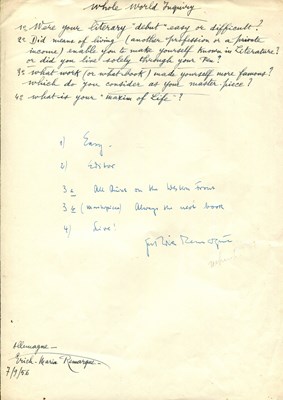 Whole World Inquiry
1º Were your literary "debut" easy or difficult?
2º Did means of living (another profession or a private
income) enable you to make yourself known in Literature?
or did you live solely through your Pen?
3º what work (or what book) made yourself more famous?
which do you consider as your master-piece?
4º what is your "maxim of Life"?
1) Easy.
2) Editor
3 a All Quiet on the Western Front
3 b (Masterpiece) Always the next book
4) Live!
Erich Maria Remarque
Allemagne -
Erich-Maria Remarque -
7/9/56